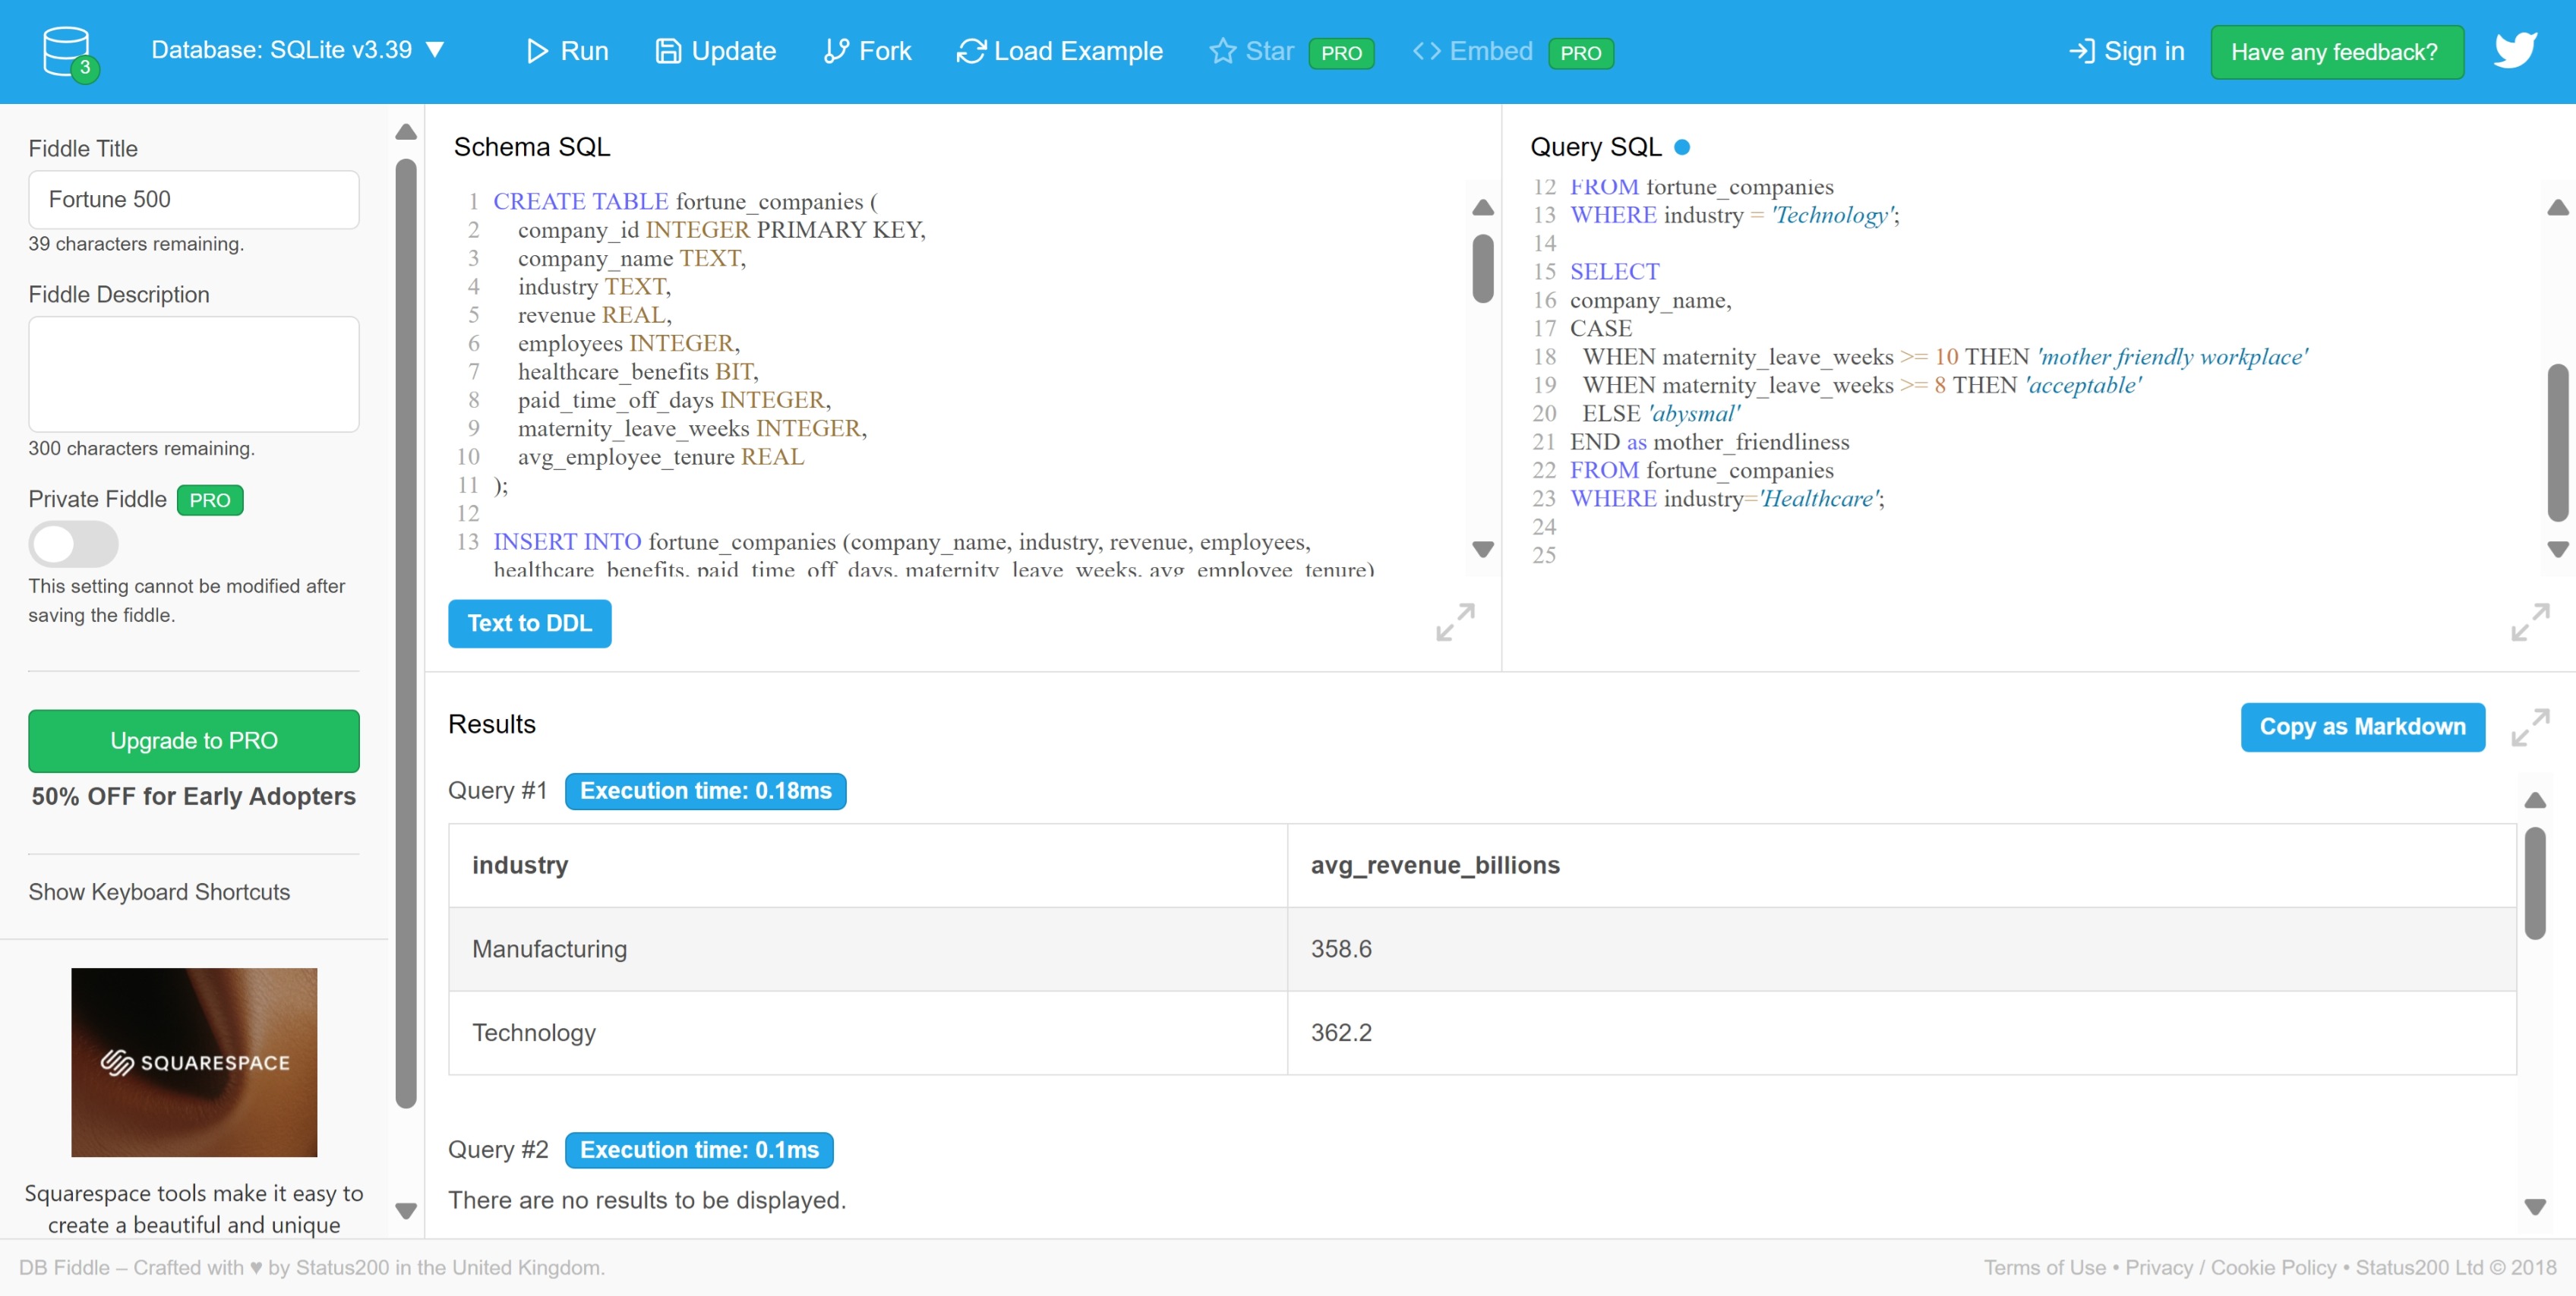 3
Database: SQLite v3.39 ▼
Run
Update
Fork
Load Example
Star PRO
Embed PRO
Sign in
Have any feedback?
Fiddle Title
Fortune 500
39 characters remaining.
Fiddle Description
300 characters remaining.
Private Fiddle PRO
This setting cannot be modified after
saving the fiddle.
Upgrade to PRO
50% OFF for Early Adopters
Show Keyboard Shortcuts
SQUARESPACE
Squarespace tools make it easy to
create a beautiful and unique
Schema SQL
1 CREATE TABLE fortune_companies (
2 company_id INTEGER PRIMARY KEY,
3 company_name TEXT,
4 industry TEXT,
5 revenue REAL,
6 employees INTEGER,
7 healthcare_benefits BIT,
8 paid_time_off_days INTEGER,
9 maternity_leave_weeks INTEGER,
10 avg_employee_tenure REAL
11 );
12
13 INSERT INTO fortune_companies (company_name, industry, revenue, employees,
healthcare_benefits, paid_time_off_days, maternity_leave_weeks, avg_employee_tenure)
Text to DDL
Query SQL
12 FROM fortune_companies
13 WHERE industry = 'Technology';
14
15 SELECT
16 company_name,
17 CASE
18 WHEN maternity_leave_weeks >= 10 THEN 'mother friendly workplace'
19 WHEN maternity_leave_weeks >= 8 THEN 'acceptable'
20 ELSE 'abysmal'
21 END as mother_friendliness
22 FROM fortune_companies
23 WHERE industry='Healthcare';
24
25
Results
Copy as Markdown
Query #1 Execution time: 0.18ms
industry avg_revenue_billions
Manufacturing 358.6
Technology 362.2
Query #2 Execution time: 0.1ms
There are no results to be displayed.
DB Fiddle – Crafted with ♥ by Status200 in the United Kingdom.
Terms of Use • Privacy / Cookie Policy • Status200 Ltd © 2018